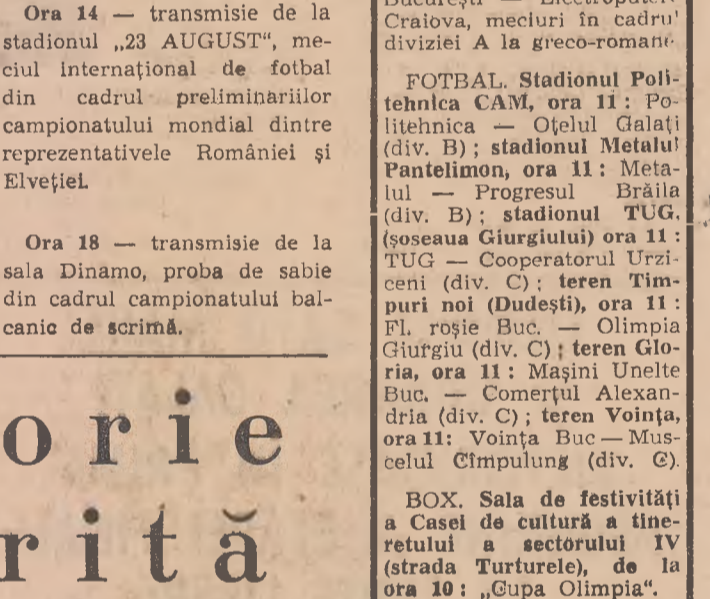 Ora 14 — transmisie de la
stadionul „23 AUGUST“, me-
ciul internațional de fotbal
din cadrul preliminariilor
campionatului mondial dintre
reprezentativele României și
Elveției.
Ora 18 — transmisie de la
sala Dinamo, proba de sabie
din cadrul campionatului bal-
canic de scrimă.
orie
rită
Craiova, meciuri în cadru'
diviziei A la greco-romane
FOTBAL. Stadionul Poli-
tehnica CAM, ora 11: Po-
litehnica — Oțelul Galați
(div. B); stadionul Metalul
Pantelimon, ora 11: Meta-
lul — Progresul Brăila
(div. B); stadionul TUG.
(șoseaua Giurgiului) ora 11:
TUG — Cooperatorul Urzi-
ceni (div. C); teren Tim-
puri noi (Dudești), ora 11:
Fl. roșie Buc. — Olimpia
Giurgiu (div. C); teren Glo-
ria, ora 11: Mașini Unelte
Buc. — Comerțul Alexan-
dria (div. C); teren Voința,
ora 11: Voința Buc — Mus-
celul Cîmpulung (div. C).
BOX. Sala de festivități
a Casei de cultură a tine-
retului a sectorului IV
(strada Turturele), de la
ora 10: „Cupa Olimpia“.